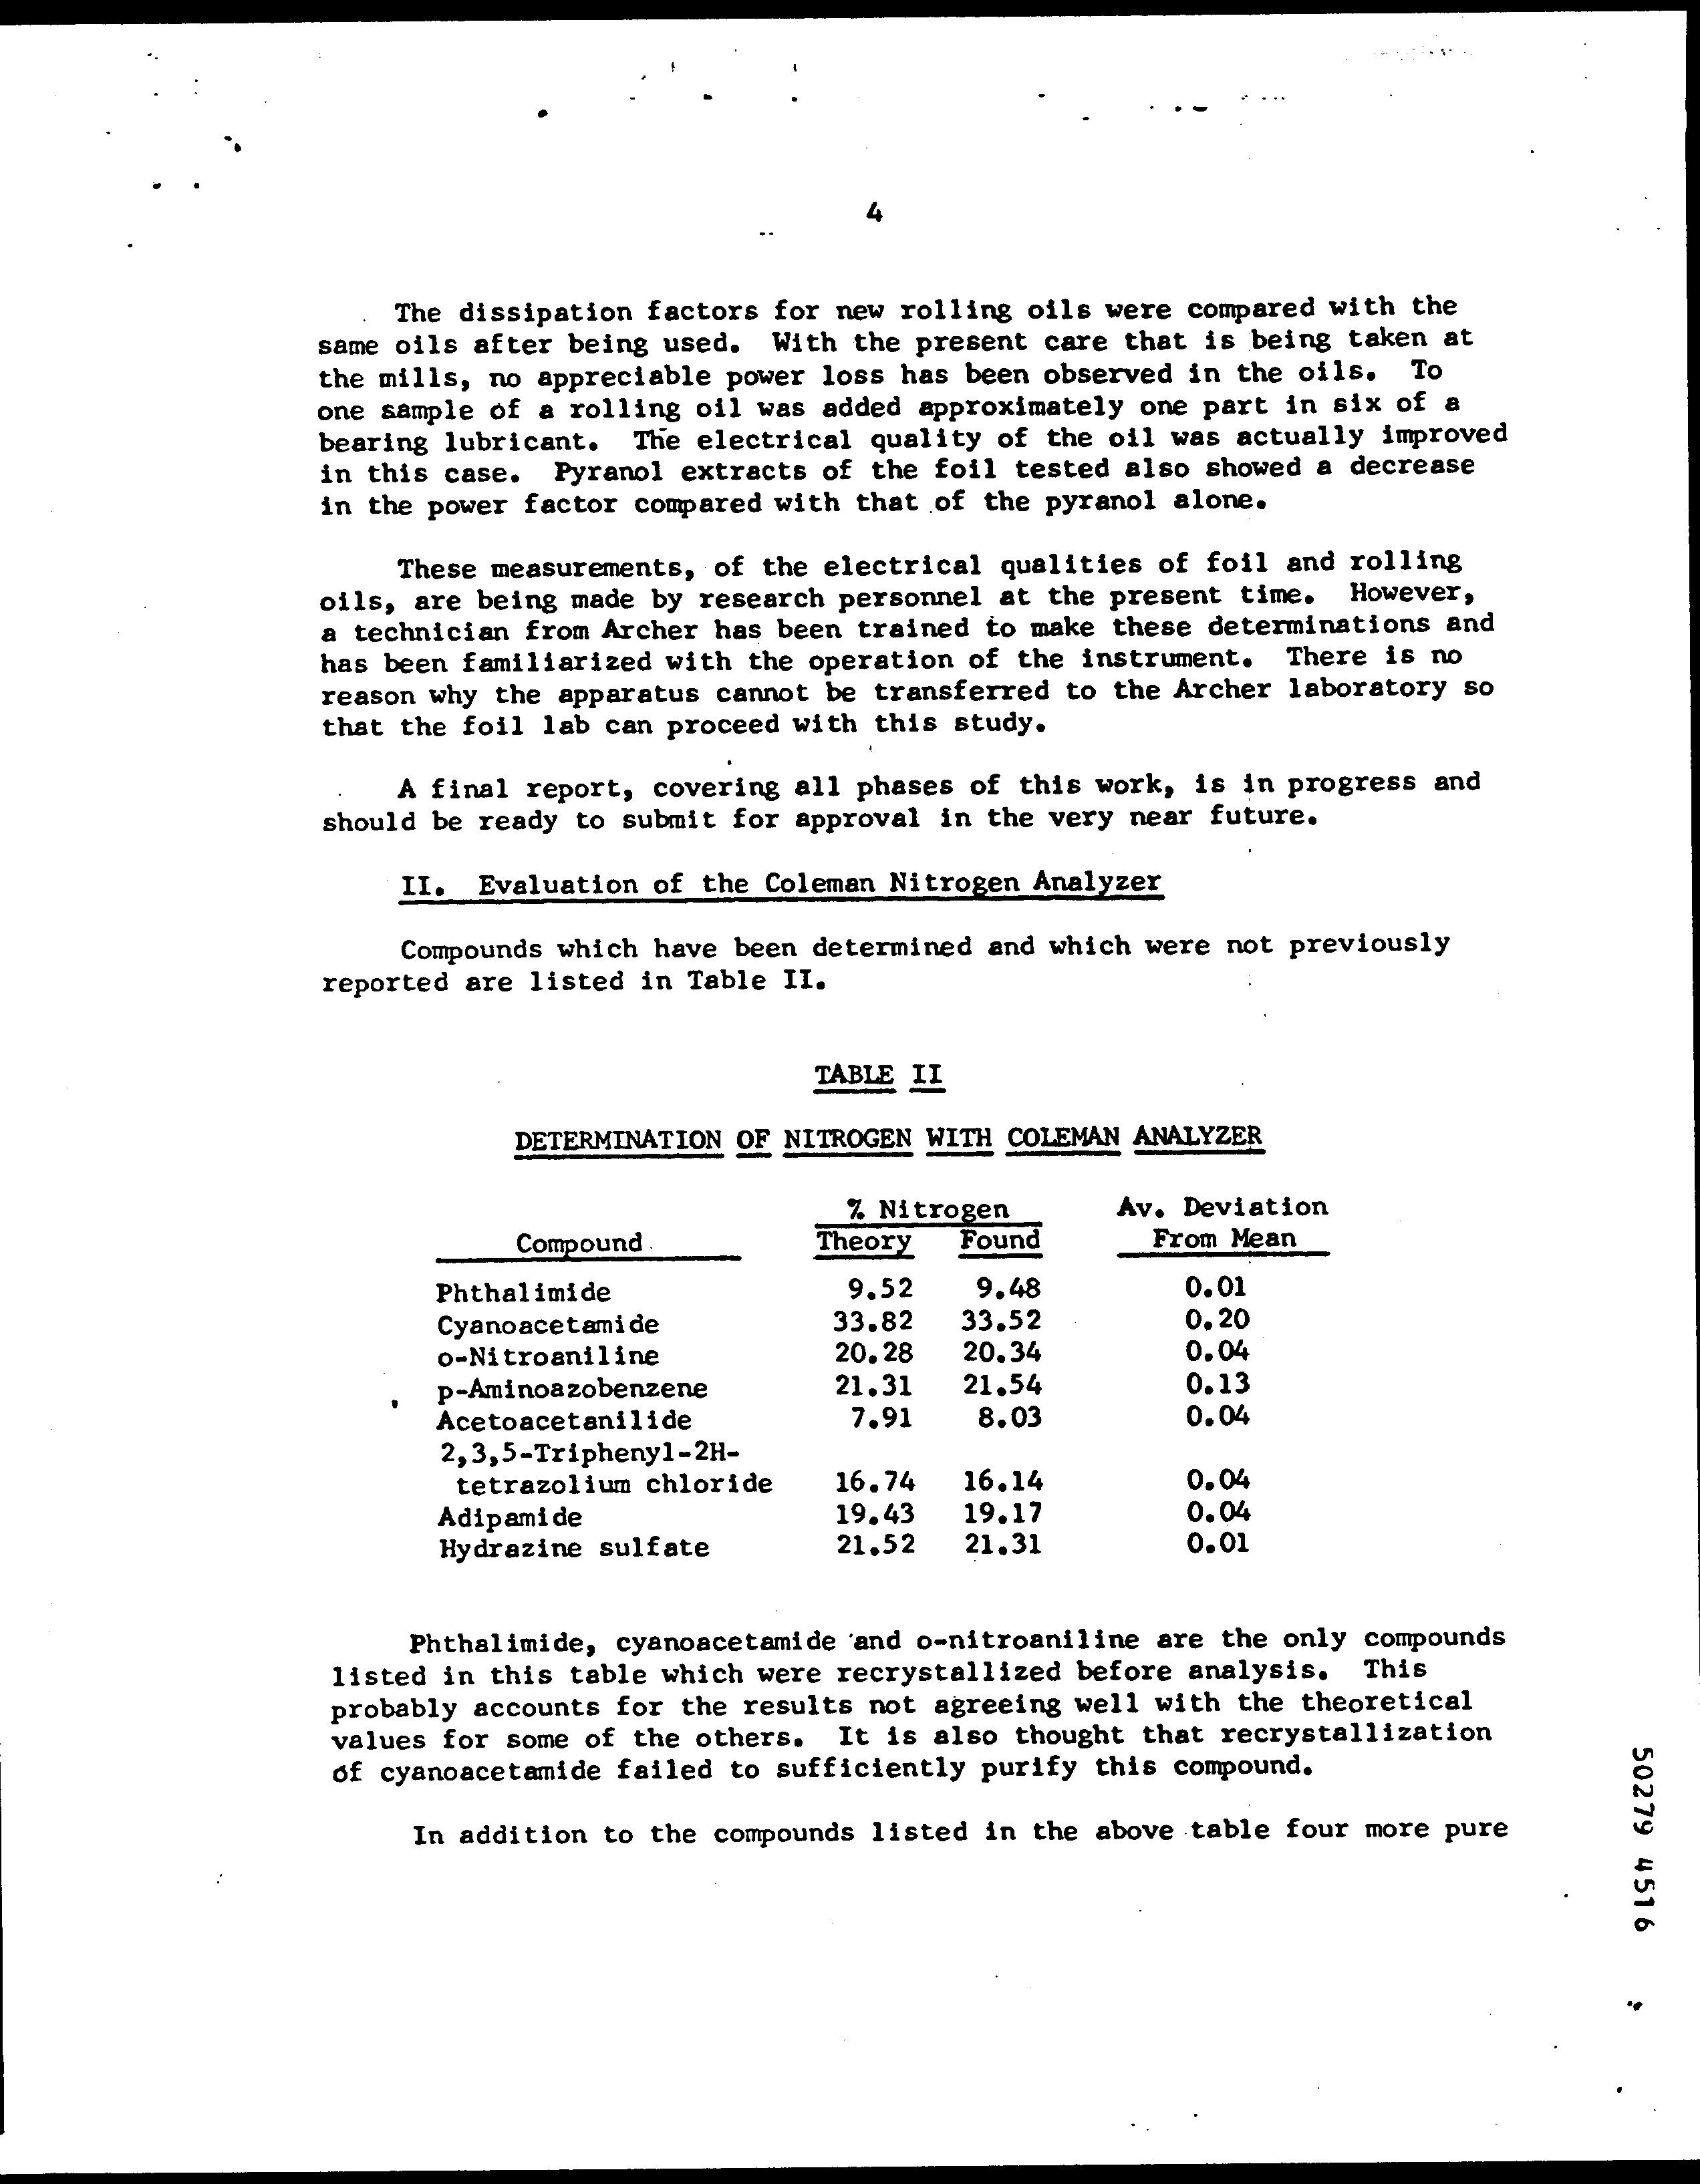 4
The dissipation factors for new rolling oils were compared with the
same oils after being used. With the present care that is being taken at
the mills, no appreciable power loss has been observed in the oils. To
one sample of a rolling oil was added approximately one part in six of a
bearing lubricant. The electrical quality of the oil was actually improved
in this case. Pyranol extracts of the foil tested also showed a decrease
in the power factor compared with that of the pyranol alone.
These measurements, of the electrical qualities of foil and rolling
oils, are being made by research personnel at the present time. However,
a technician from Archer has been trained to make these determinations and
has been familiarized with the operation of the instrument. There is no
reason why the apparatus cannot be transferred to the Archer laboratory so
that the foil lab can proceed with this study.
A final report, covering all phases of this work, is in progress and
should be ready to submit for approval in the very near future.
II. Evaluation of the Coleman Nitrogen Analyzer
Compounds which have been determined and which were not previously
reported are listed in Table II.
TABLE II
DETERMINATION OF NITROGEN WITH COLEMAN ANALYZER
% Nitrogen Av. Deviation
Compound Theory Found From Mean
Phthalimide 9.52 9.48 0.01
Cyanoacetamide 33.82 33.52 0.20
o-Nitroaniline 20.28 20.34 0.04
p-Aminoazobenzene 21.31 21.54 0.13
Acetoacetanilide 7.91 8.03 0.04
2,3,5-Triphenyl-2H-
tetrazolium chloride 16.74 16.14 0.04
Adipamide 19.43 19.17 0.04
Hydrazine sulfate 21.52 21.31 0.01
Phthalimide, cyanoacetamide and o-nitroaniline are the only compounds
listed in this table which were recrystallized before analysis. This
probably accounts for the results not agreeing well with the theoretical
values for some of the others. It is also thought that recrystallization
of cyanoacetamide failed to sufficiently purify this compound.
In addition to the compounds listed in the above table four more pure
50279 4516